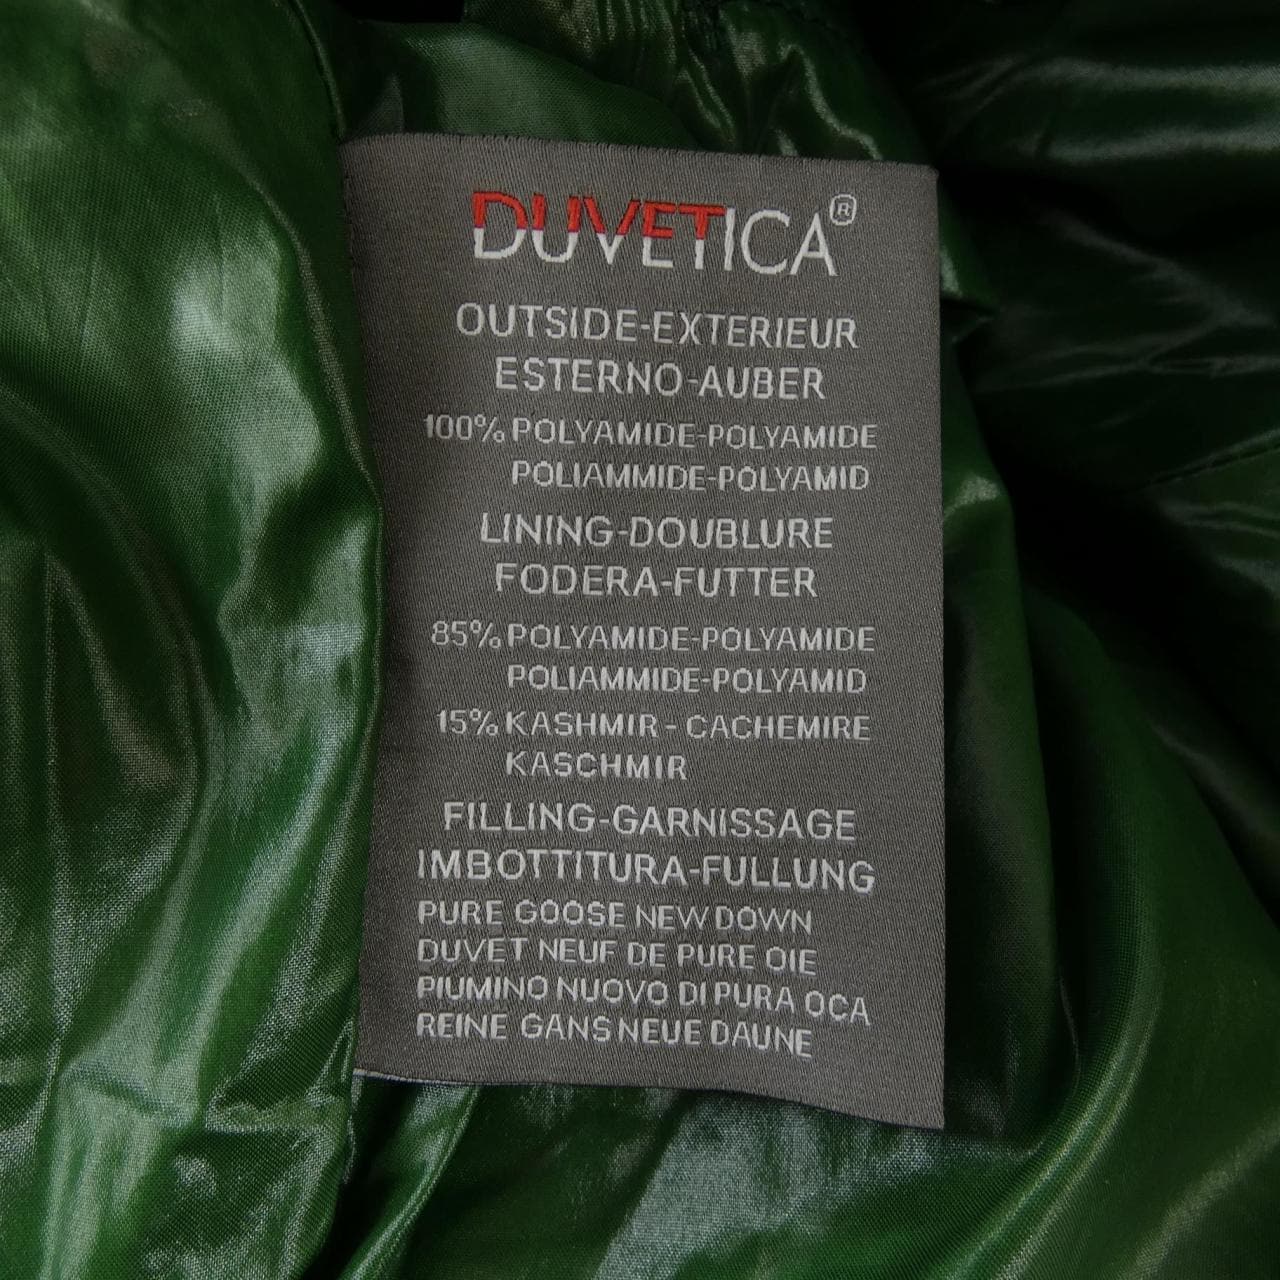 DUVETICA®
OUTSIDE-EXTERIEUR
ESTERNO-AUBER
100% POLYAMIDE-POLYAMIDE
POLIAMMIDE-POLYAMID
LINING-DOUBLURE
FODERA-FUTTER
85% POLYAMIDE-POLYAMIDE
POLIAMMIDE-POLYAMID
15% KASHMIR - CACHEMIRE
KASCHMIR
FILLING-GARNISSAGE
IMBOTTITURA-FULLUNG
PURE GOOSE NEW DOWN
DUVET NEUF DE PURE OIE
PIUMINO NUOVO DI PURA OCA
REINE GANS NEUE DAUNE